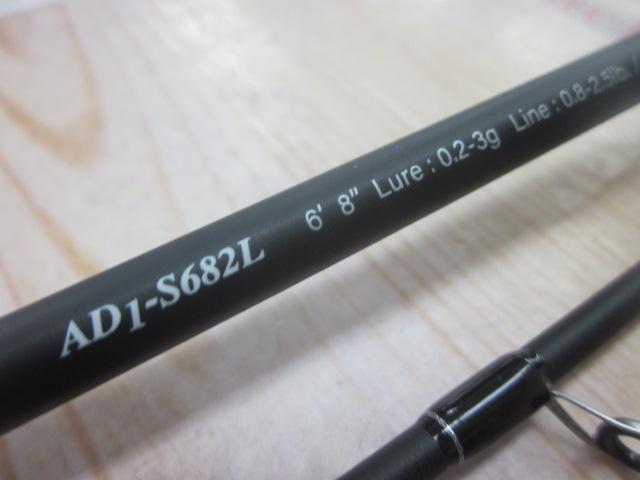 AD1-S682L 6' 8" Lure : 0.2-3g Line : 0.8-2.5lb. /